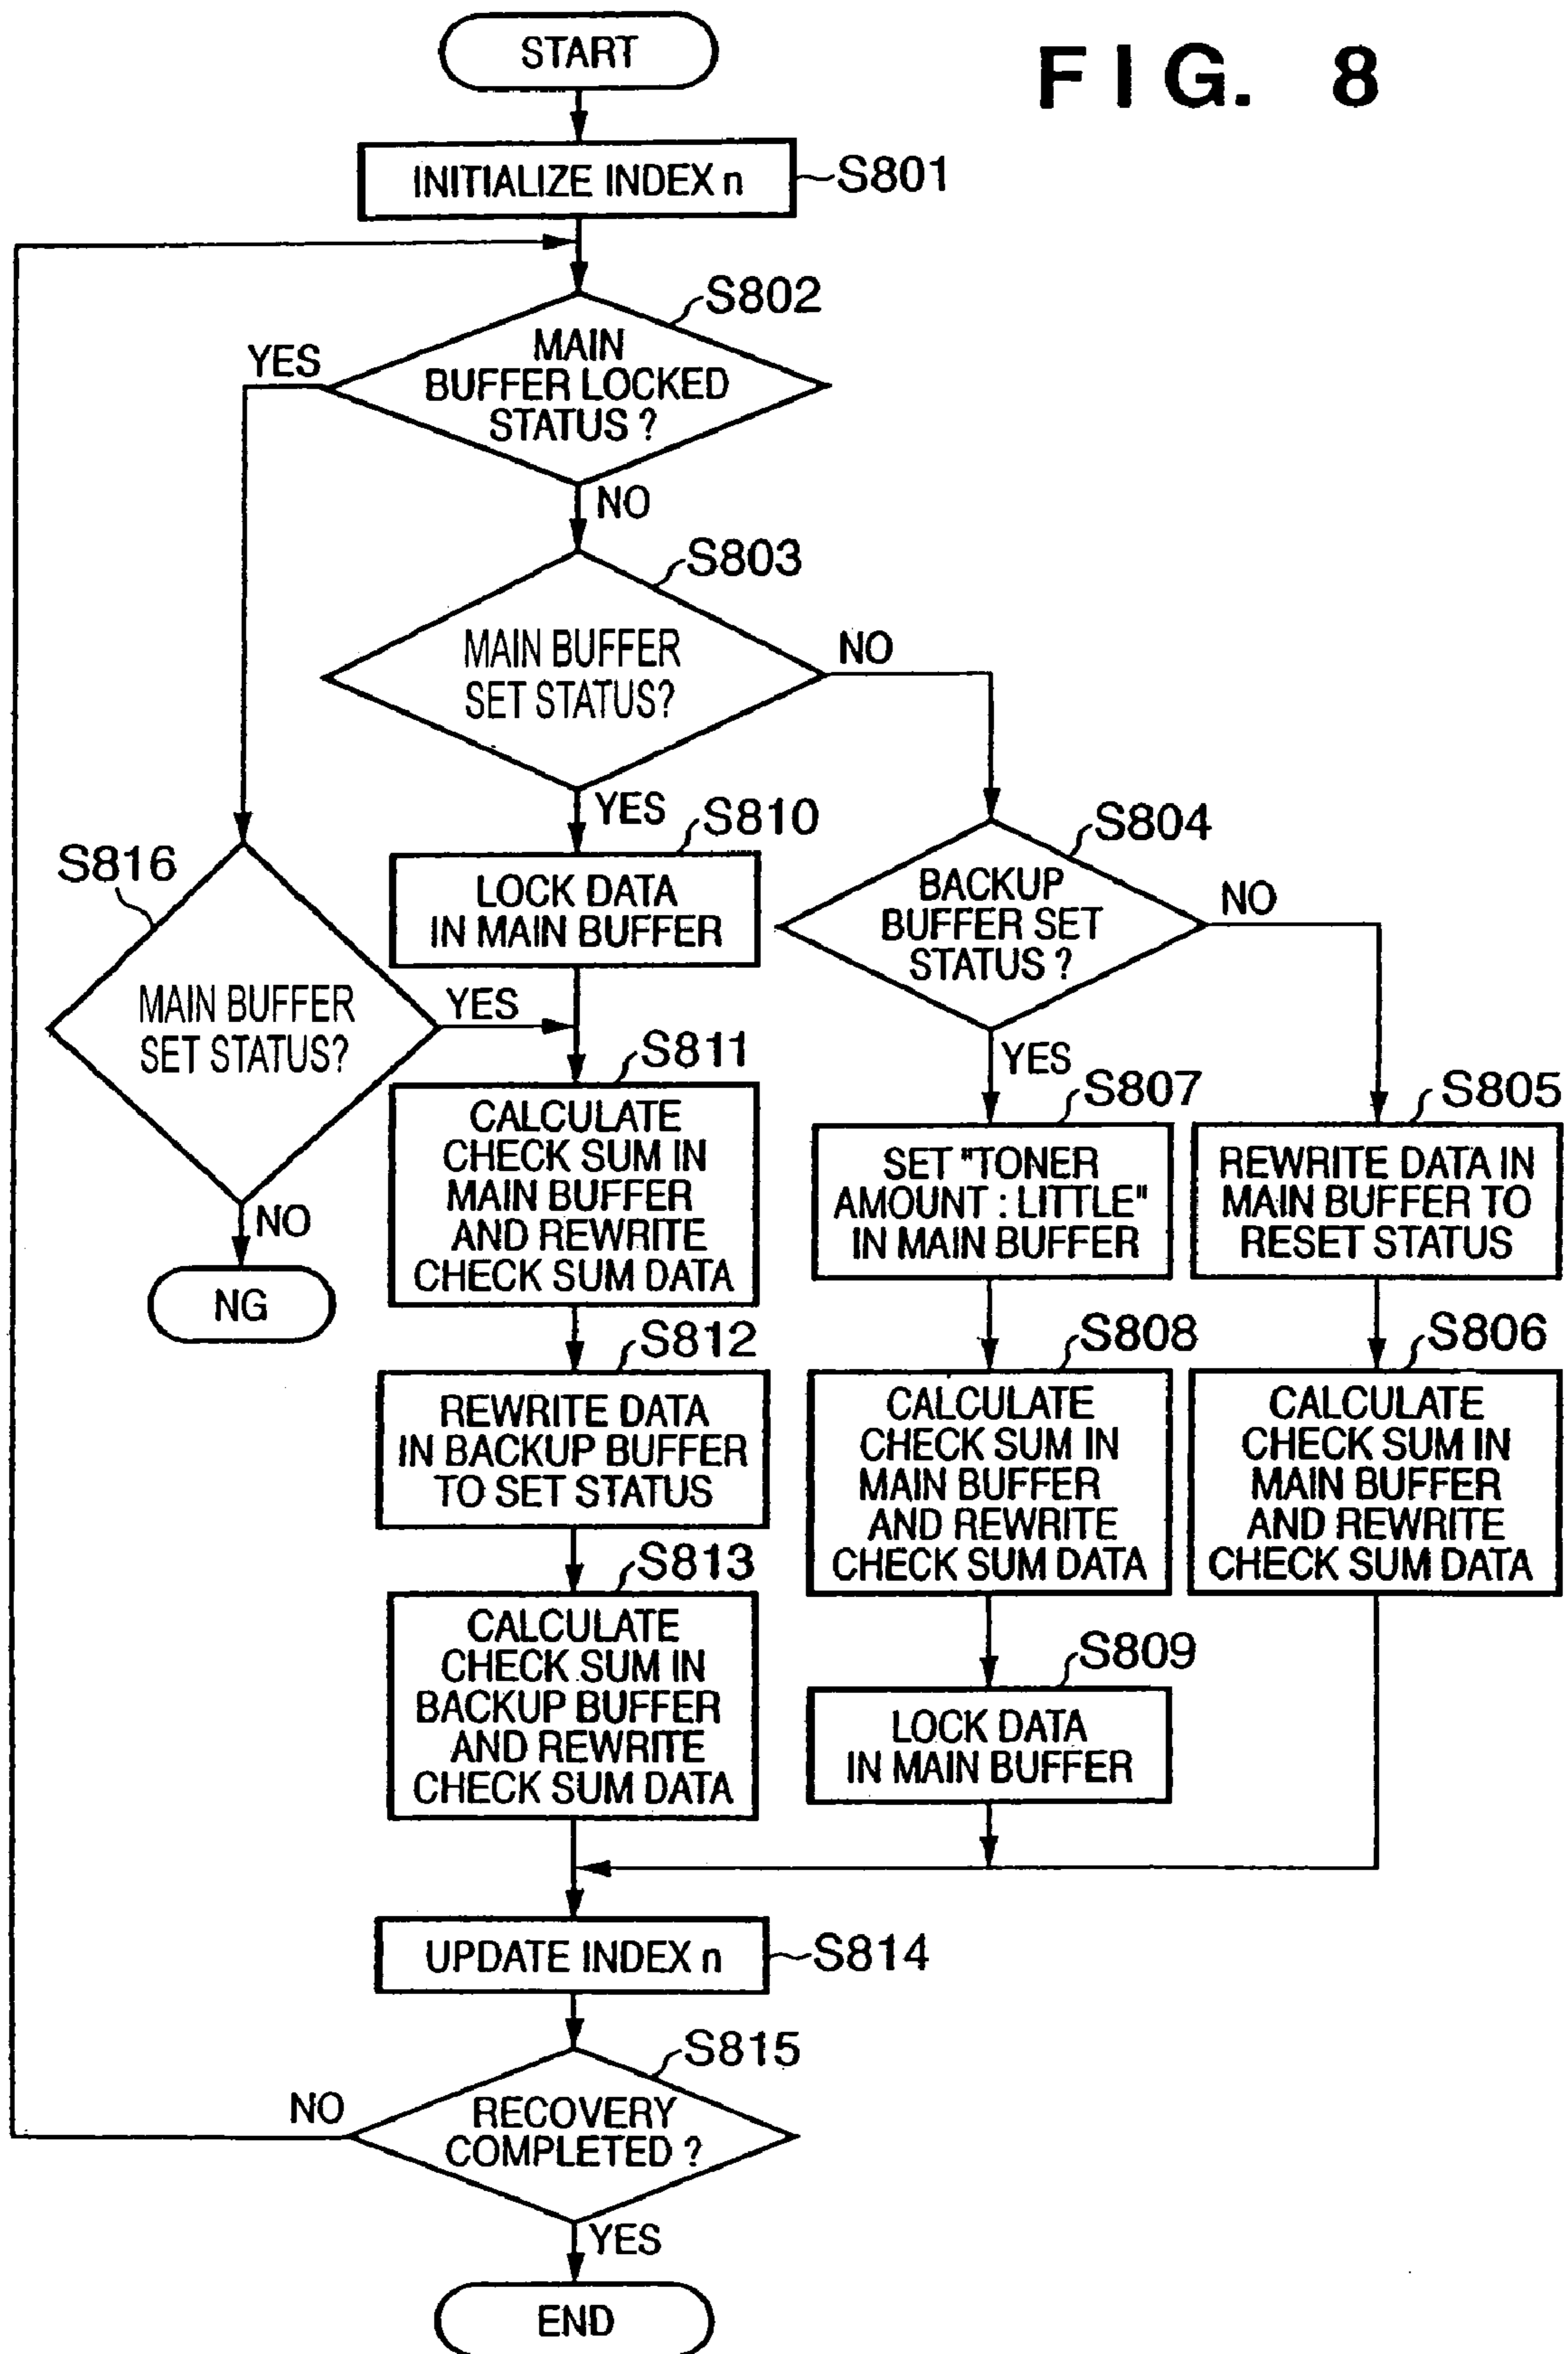 FIG. 8
START
INITIALIZE INDEX n
S801
S802
MAIN
BUFFER LOCKED
STATUS ?
YES
NO
S803
MAIN BUFFER
SET STATUS?
NO
YES
S810
LOCK DATA
IN MAIN BUFFER
S804
BACKUP
BUFFER SET
STATUS ?
NO
YES
S816
MAIN BUFFER
SET STATUS?
YES
NO
NG
S811
CALCULATE
CHECK SUM IN
MAIN BUFFER
AND REWRITE
CHECK SUM DATA
S807
SET "TONER
AMOUNT : LITTLE"
IN MAIN BUFFER
S805
REWRITE DATA IN
MAIN BUFFER TO
RESET STATUS
S812
REWRITE DATA
IN BACKUP BUFFER
TO SET STATUS
S808
CALCULATE
CHECK SUM IN
MAIN BUFFER
AND REWRITE
CHECK SUM DATA
S806
CALCULATE
CHECK SUM IN
MAIN BUFFER
AND REWRITE
CHECK SUM DATA
S813
CALCULATE
CHECK SUM IN
BACKUP BUFFER
AND REWRITE
CHECK SUM DATA
S809
LOCK DATA
IN MAIN BUFFER
UPDATE INDEX n
S814
S815
RECOVERY
COMPLETED ?
NO
YES
END